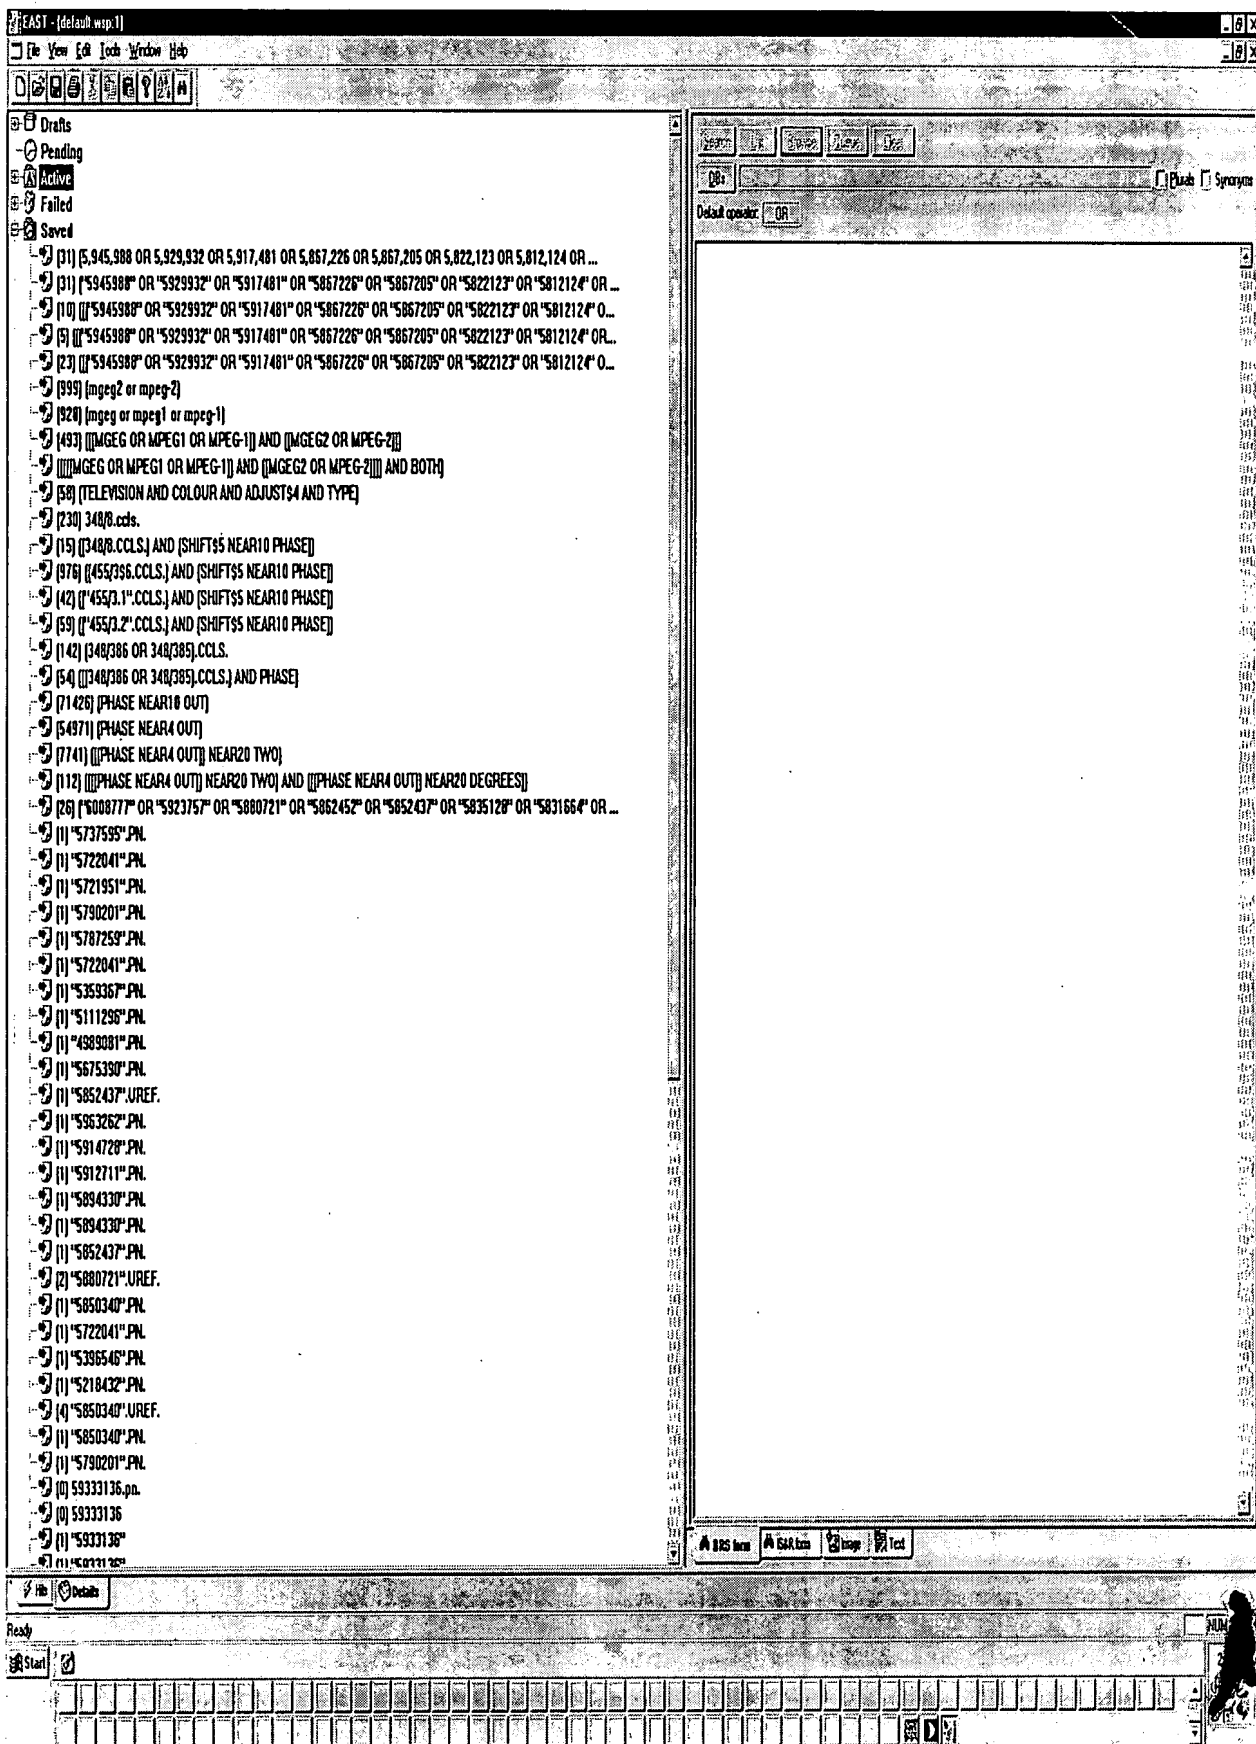 EAST - [default.wsp:1]
File View Edit Tools Window Help
Drafts
Pending
Active
Failed
Saved
[31] (5,945,988 OR 5,929,932 OR 5,917,481 OR 5,867,226 OR 5,867,205 OR 5,822,123 OR 5,812,124 OR ...
[31] ("5945988" OR "5929932" OR "5917481" OR "5867226" OR "5867205" OR "5822123" OR "5812124" OR ...
[10] ((("5945988" OR "5929932" OR "5917481" OR "5867226" OR "5867205" OR "5822123" OR "5812124" O...
[5] ((("5945988" OR "5929932" OR "5917481" OR "5867226" OR "5867205" OR "5822123" OR "5812124" OR...
[23] ((("5945988" OR "5929932" OR "5917481" OR "5867226" OR "5867205" OR "5822123" OR "5812124" O...
[999] (mgeg2 or mpeg-2)
[928] (mgeg or mpeg1 or mpeg-1)
[493] (((MGEG OR MPEG1 OR MPEG-1)) AND ((MGEG2 OR MPEG-2)))
(((((MGEG OR MPEG1 OR MPEG-1)) AND ((MGEG2 OR MPEG-2)))) AND BOTH)
[58] (TELEVISION AND COLOUR AND ADJUST$4 AND TYPE)
[230] 348/8.ccls.
[15] ((348/8.CCLS.) AND (SHIFT$5 NEAR10 PHASE))
[976] ((455/3$6.CCLS.) AND (SHIFT$5 NEAR10 PHASE))
[42] (("455/3.1".CCLS.) AND (SHIFT$5 NEAR10 PHASE))
[59] (("455/3.2".CCLS.) AND (SHIFT$5 NEAR10 PHASE))
[142] (348/386 OR 348/385).CCLS.
[54] (((348/386 OR 348/385).CCLS.) AND PHASE)
[71426] (PHASE NEAR10 OUT)
[54971] (PHASE NEAR4 OUT)
[7741] (((PHASE NEAR4 OUT)) NEAR20 TWO)
[112] ((((PHASE NEAR4 OUT)) NEAR20 TWO) AND (((PHASE NEAR4 OUT)) NEAR20 DEGREES))
[26] ("6008777" OR "5923757" OR "5880721" OR "5862452" OR "5852437" OR "5835128" OR "5831664" OR ...
[1] "5737595".PN.
[1] "5722041".PN.
[1] "5721951".PN.
[1] "5790201".PN.
[1] "5787259".PN.
[1] "5722041".PN.
[1] "5359367".PN.
[1] "5111296".PN.
[1] "4989081".PN.
[1] "5675390".PN.
[1] "5852437".UREF.
[1] "5963262".PN.
[1] "5914728".PN.
[1] "5912711".PN.
[1] "5894330".PN.
[1] "5894330".PN.
[1] "5852437".PN.
[2] "5880721".UREF.
[1] "5850340".PN.
[1] "5722041".PN.
[1] "5396546".PN.
[1] "5218432".PN.
[4] "5850340".UREF.
[1] "5850340".PN.
[1] "5790201".PN.
[0] 59333136.pn.
[0] 59333136
[1] "5933136"
[1] "5933136"
Search List Browse Queue Clear
DBs
Plurals Synonyms
Default operator: OR
BRS form IS&R form Image Text
Hits Details
Ready
NUM
Start